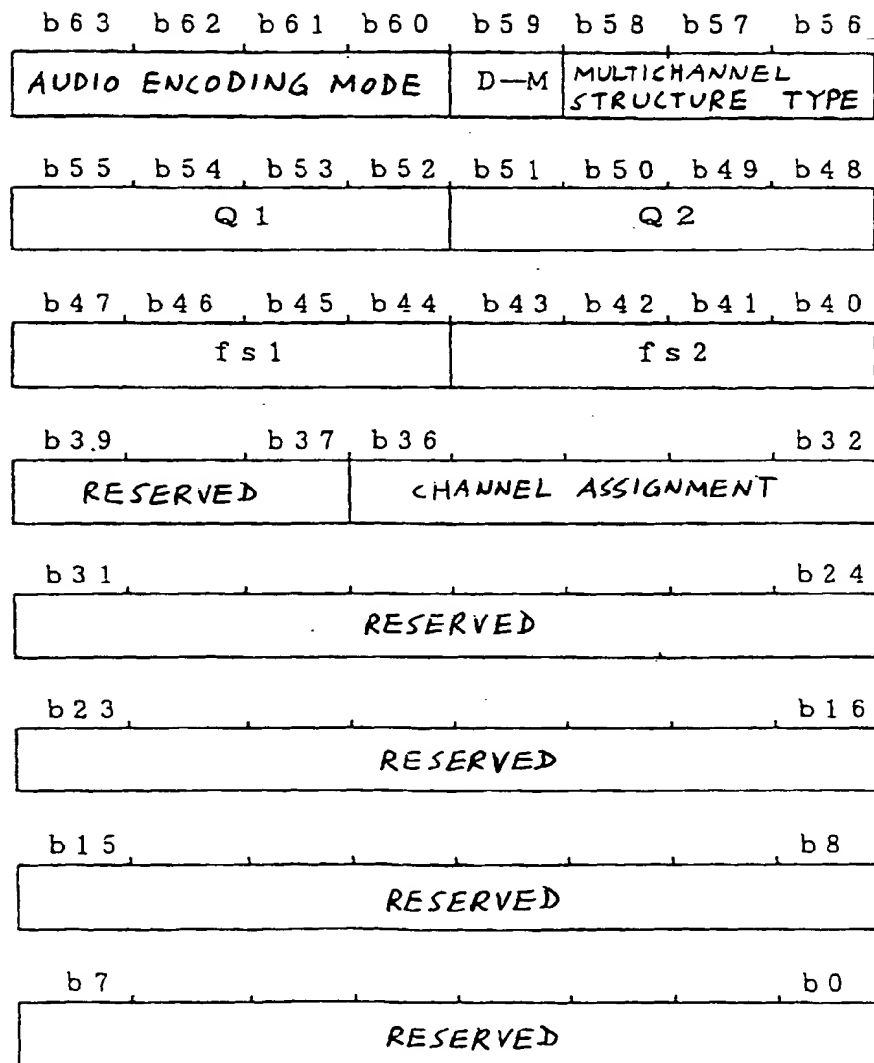 b63 b62 b61 b60 b59 b58 b57 b56
AUDIO ENCODING MODE D—M MULTICHANNEL
STRUCTURE TYPE
b55 b54 b53 b52 b51 b50 b49 b48
Q1 Q2
b47 b46 b45 b44 b43 b42 b41 b40
fs1 fs2
b39 b37 b36 b32
RESERVED CHANNEL ASSIGNMENT
b31 b24
RESERVED
b23 b16
RESERVED
b15 b8
RESERVED
b7 b0
RESERVED